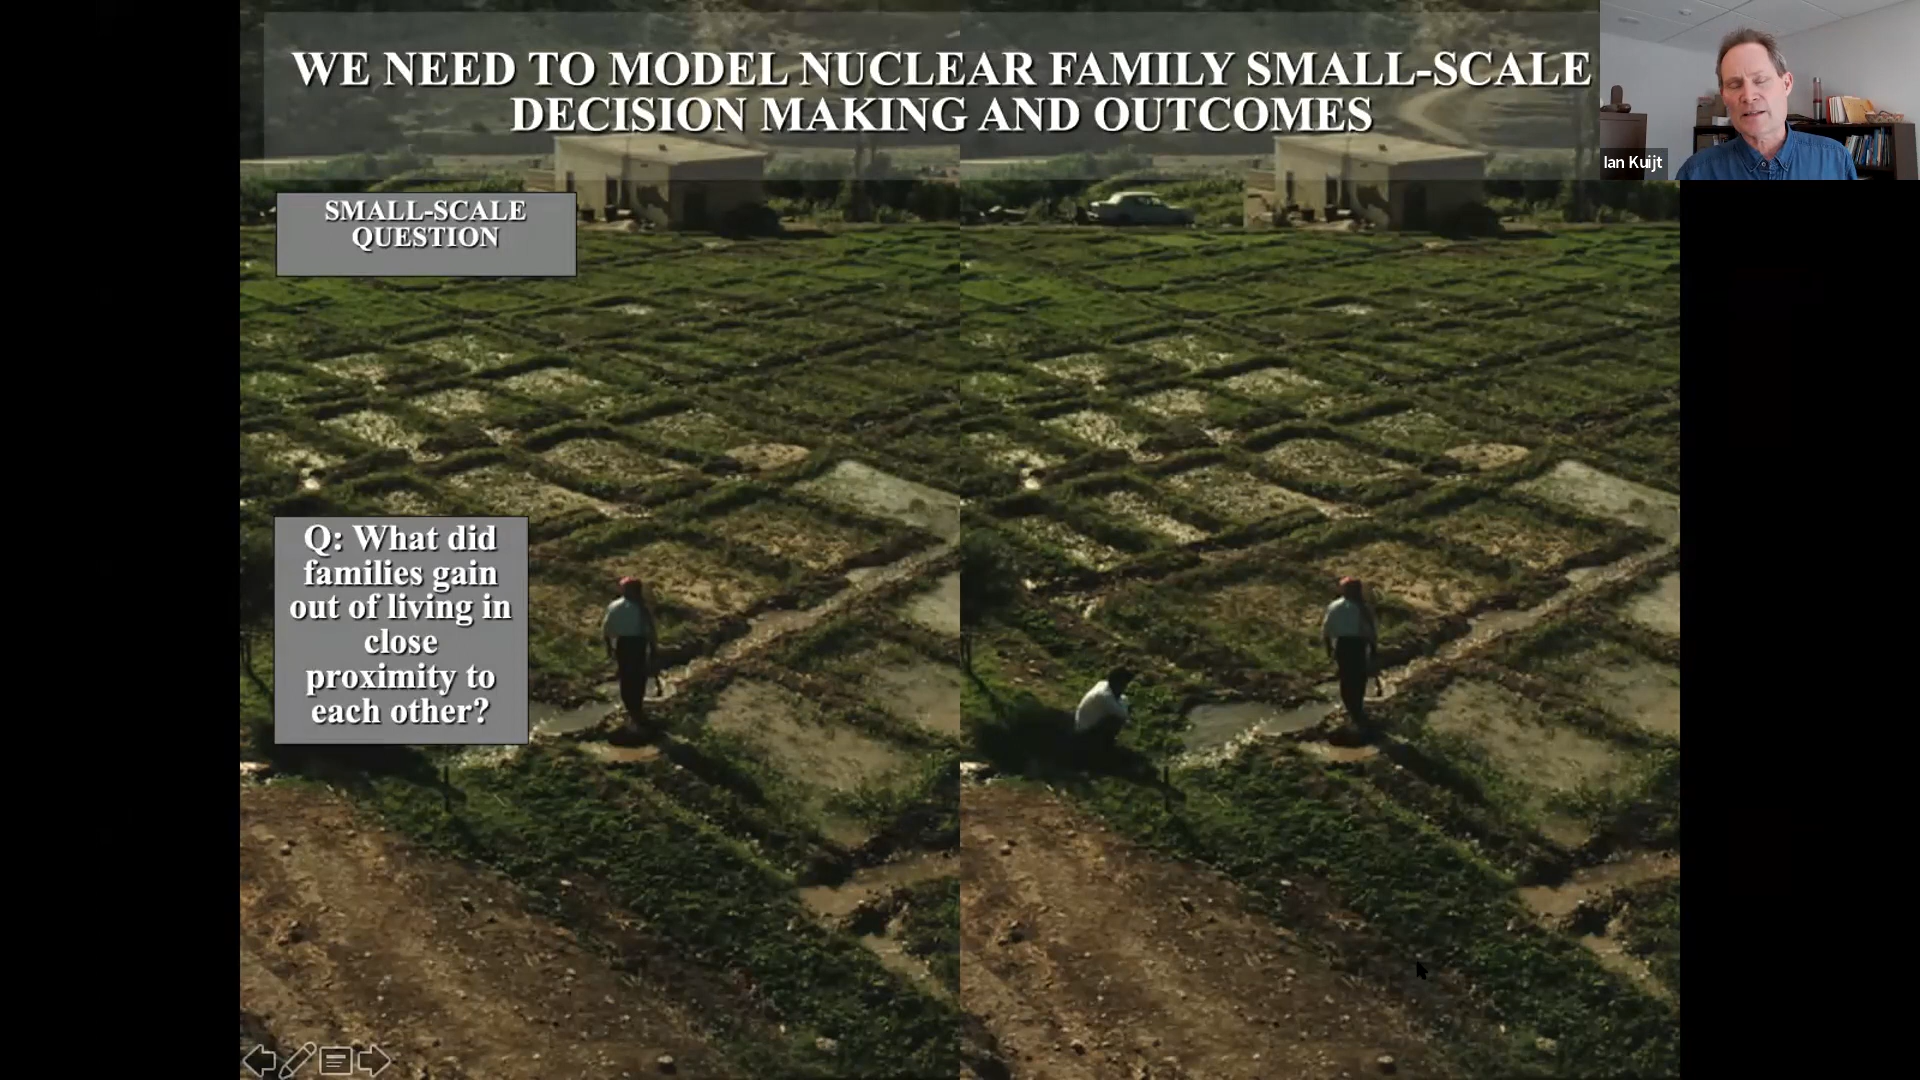 WE NEED TO MODEL NUCLEAR FAMILY SMALL-SCALE
DECISION MAKING AND OUTCOMES
Ian Kuijt
SMALL-SCALE
QUESTION
Q: What did
families gain
out of living in
close
proximity to
each other?